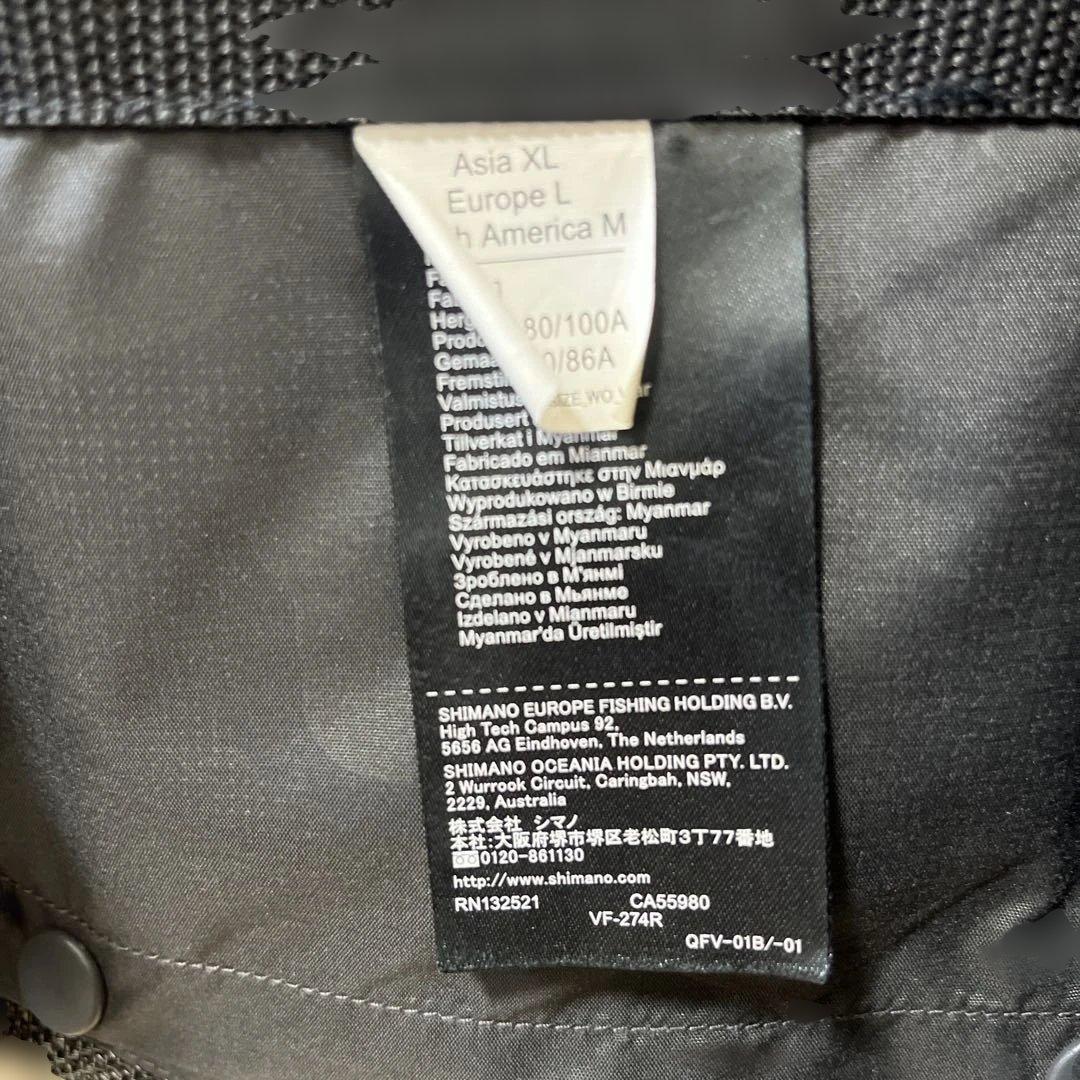 Asia XL
Europe L
America M
80/100A
/86A
Tillverkat i Myanmar
Fabricado em Mianmar
Κατασκευάστηκε στην Μιανμάρ
Wyprodukowano w Birmie
Származási ország: Myanmar
Vyrobeno v Myanmaru
Vyrobené v Mjanmarsku
Зроблено в М'янмі
Сделано в Мьянме
Izdelano v Mianmaru
Myanmar'da Üretilmiştir
SHIMANO EUROPE FISHING HOLDING B.V.
High Tech Campus 92,
5656 AG Eindhoven, The Netherlands
SHIMANO OCEANIA HOLDING PTY. LTD.
2 Wurrook Circuit, Caringbah, NSW,
2229, Australia
株式会社 シマノ
本社:大阪府堺市堺区老松町3丁77番地
0120-861130
http://www.shimano.com
RN132521 CA55980
VF-274R
QFV-01B/-01